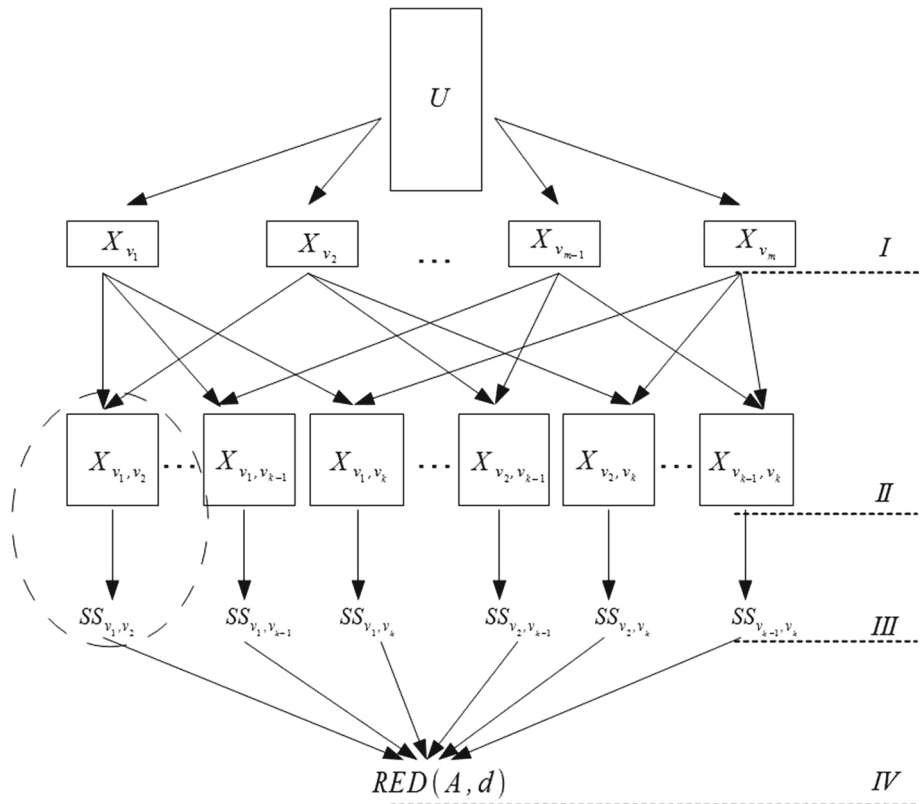 U
X_{v_1} X_{v_2} ... X_{v_{m-1}} X_{v_m} I
X_{v_1,v_2} ... X_{v_1,v_{k-1}} X_{v_1,v_k} ... X_{v_2,v_{k-1}} X_{v_2,v_k} ... X_{v_{k-1},v_k} II
SS_{v_1,v_2} SS_{v_1,v_{k-1}} SS_{v_1,v_k} SS_{v_2,v_{k-1}} SS_{v_2,v_k} SS_{v_{k-1},v_k} III
RED(A,d) IV